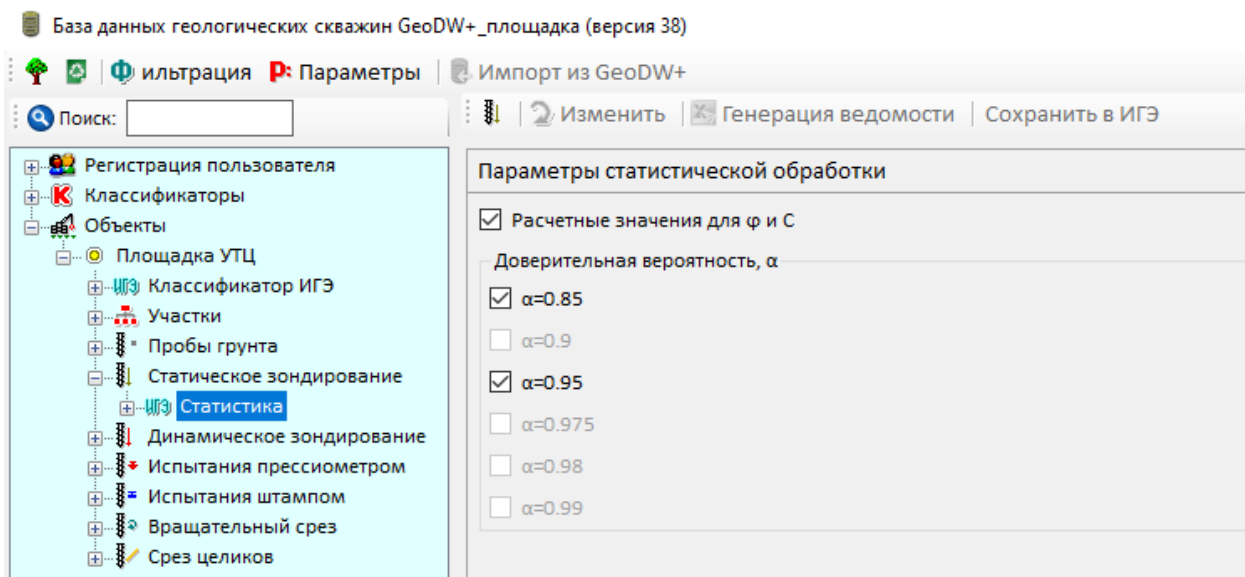 База данных геологических скважин GeoDW+_площадка (версия 38)
Фильтрация P: Параметры Импорт из GeoDW+
Поиск: Изменить Генерация ведомости Сохранить в ИГЭ
Регистрация пользователя
К Классификаторы
Объекты
Площадка УТЦ
ИГЭ Классификатор ИГЭ
Участки
Пробы грунта
Статическое зондирование
ИГЭ Статистика
Динамическое зондирование
Испытания прессиометром
Испытания штампом
Вращательный срез
Срез целиков
Параметры статистической обработки
Расчетные значения для φ и С
Доверительная вероятность, α
α=0.85
α=0.9
α=0.95
α=0.975
α=0.98
α=0.99